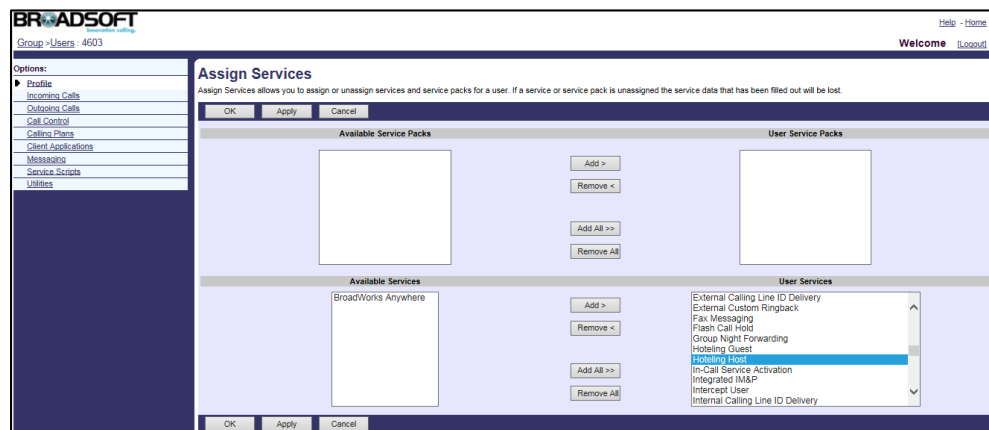 BROADSOFT
Innovation calling.
Help - Home
Group >Users : 4603
Welcome [Logout]
Options:
Profile
Incoming Calls
Outgoing Calls
Call Control
Calling Plans
Client Applications
Messaging
Service Scripts
Utilities
Assign Services
Assign Services allows you to assign or unassign services and service packs for a user. If a service or service pack is unassigned the service data that has been filled out will be lost.
OK Apply Cancel
Available Service Packs User Service Packs
Add >
Remove <
Add All >>
Remove All
Available Services User Services
BroadWorks Anywhere
Add >
Remove <
Add All >>
Remove All
External Calling Line ID Delivery
External Custom Ringback
Fax Messaging
Flash Call Hold
Group Night Forwarding
Hoteling Guest
Hoteling Host
In-Call Service Activation
Integrated IM&P
Intercept User
Internal Calling Line ID Delivery
OK Apply Cancel